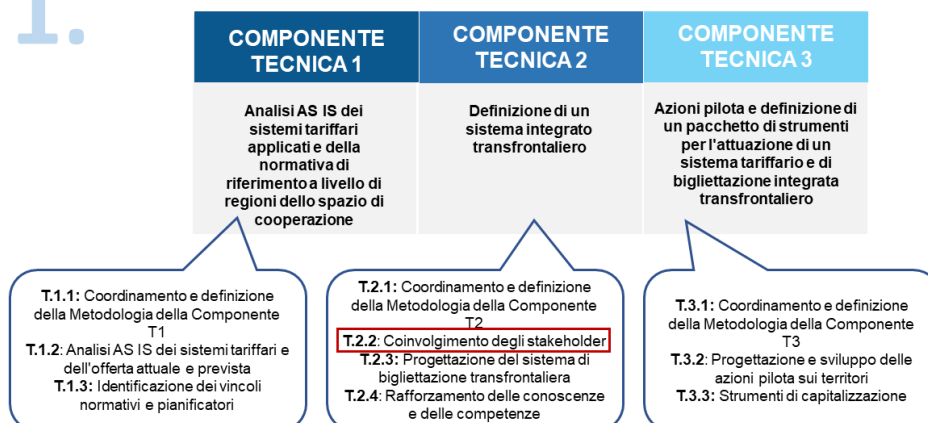 1.
COMPONENTE
TECNICA 1
COMPONENTE
TECNICA 2
COMPONENTE
TECNICA 3
Analisi AS IS dei
sistemi tariffari
applicati e della
normativa di
riferimento a livello di
regioni dello spazio di
cooperazione
Definizione di un
sistema integrato
transfrontaliero
Azioni pilota e definizione di
un pacchetto di strumenti
per l'attuazione di un
sistema tariffario e di
bigliettazione integrata
transfrontaliero
T.1.1: Coordinamento e definizione
della Metodologia della Componente
T1
T.1.2: Analisi AS IS dei sistemi tariffari e
dell'offerta attuale e prevista
T.1.3: Identificazione dei vincoli
normativi e pianificatori
T.2.1: Coordinamento e definizione
della Metodologia della Componente
T2
T.2.2: Coinvolgimento degli stakeholder
T.2.3: Progettazione del sistema di
bigliettazione transfrontaliera
T.2.4: Rafforzamento delle conoscenze
e delle competenze
T.3.1: Coordinamento e definizione
della Metodologia della Componente
T3
T.3.2: Progettazione e sviluppo delle
azioni pilota sui territori
T.3.3: Strumenti di capitalizzazione